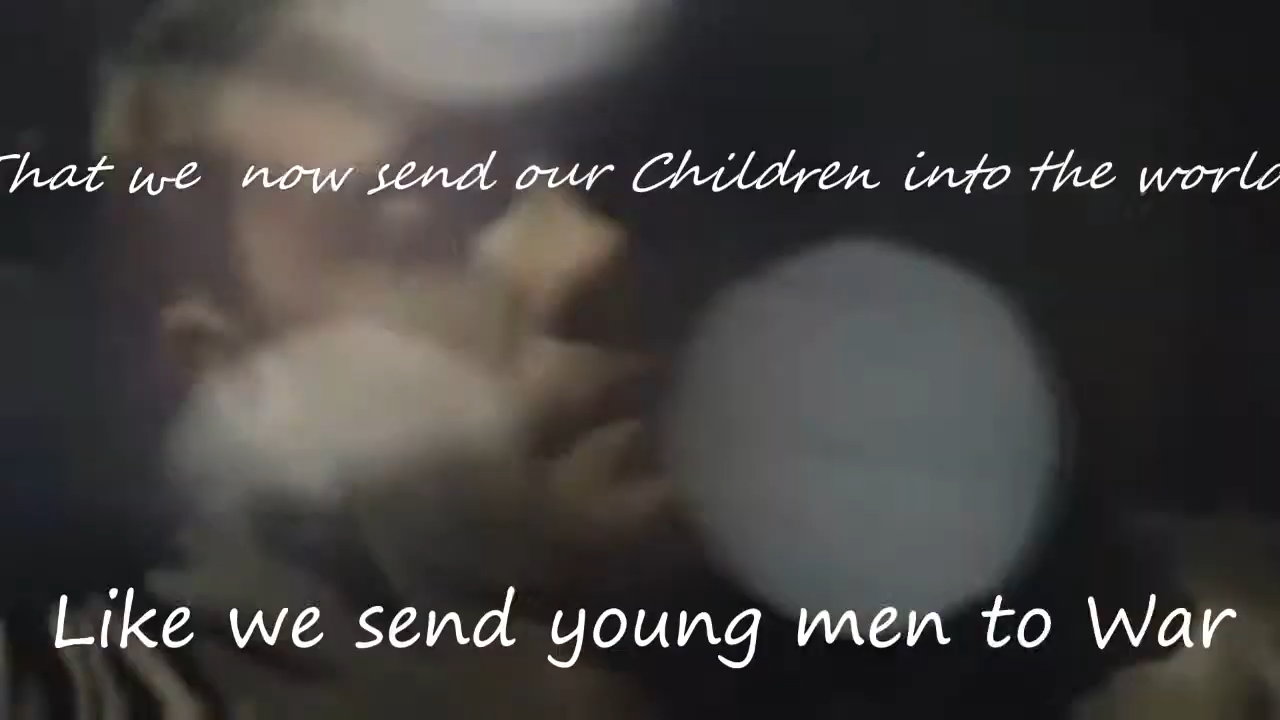 That we now send our Children into the world
Like we send young men to War